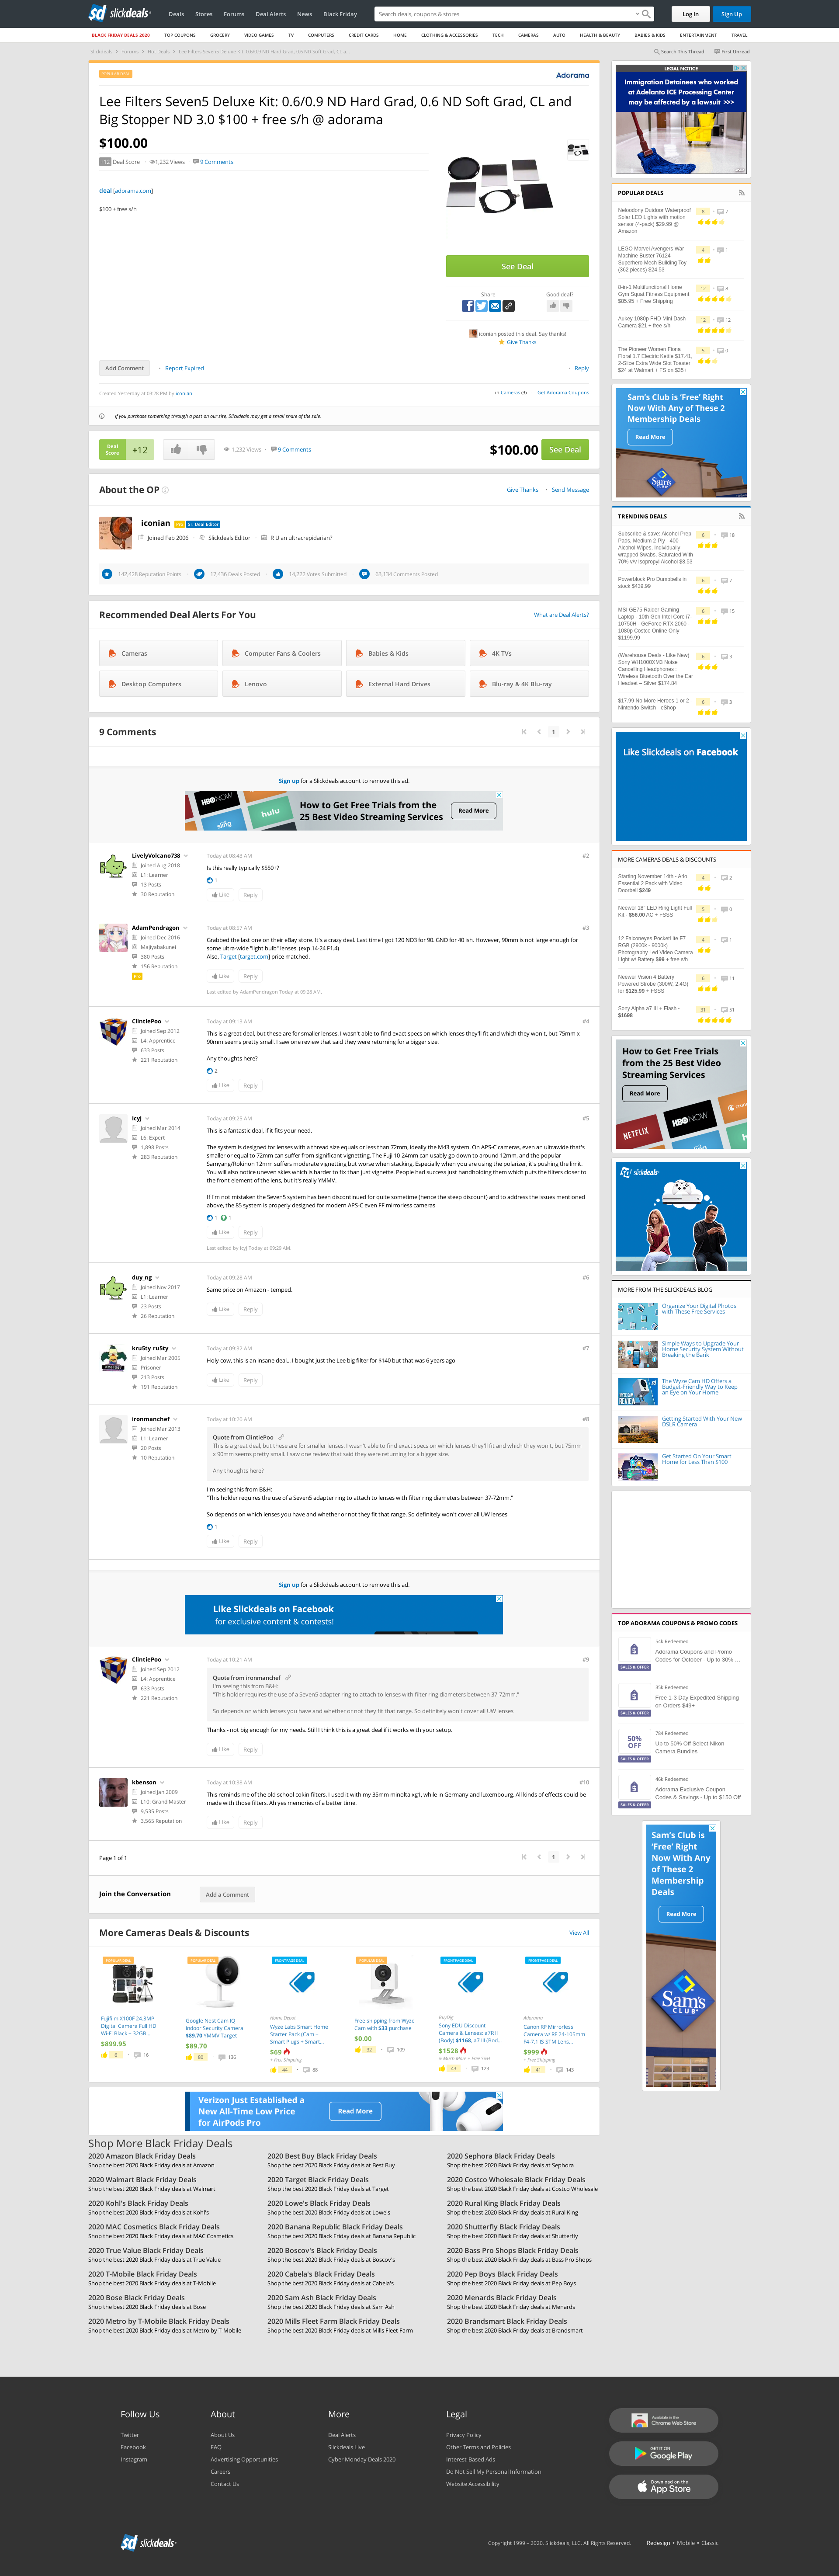 slickdeals
Deals Stores Forums Deal Alerts News Black Friday
Search deals, coupons & stores
Log In
Sign Up
BLACK FRIDAY DEALS 2020 TOP COUPONS GROCERY VIDEO GAMES TV COMPUTERS CREDIT CARDS HOME CLOTHING & ACCESSORIES TECH CAMERAS AUTO HEALTH & BEAUTY BABIES & KIDS ENTERTAINMENT TRAVEL
Slickdeals > Forums > Hot Deals > Lee Filters Seven5 Deluxe Kit: 0.6/0.9 ND Hard Grad, 0.6 ND Soft Grad, CL a...
Search This Thread First Unread
POPULAR DEAL
Adorama
Lee Filters Seven5 Deluxe Kit: 0.6/0.9 ND Hard Grad, 0.6 ND Soft Grad, CL and
Big Stopper ND 3.0 $100 + free s/h @ adorama
$100.00
+12 Deal Score 1,232 Views 9 Comments
deal [adorama.com]
$100 + free s/h
See Deal
Share
Good deal?
iconian posted this deal. Say thanks!
Give Thanks
Add Comment
Report Expired
Reply
Created Yesterday at 03:28 PM by iconian
in Cameras (3) Get Adorama Coupons
If you purchase something through a post on our site, Slickdeals may get a small share of the sale.
Deal Score +12
1,232 Views 9 Comments
$100.00 See Deal
About the OP
Give Thanks Send Message
iconian Pro Sr. Deal Editor
Joined Feb 2006 Slickdeals Editor R U an ultracrepidarian?
142,428 Reputation Points 17,436 Deals Posted 14,222 Votes Submitted 63,134 Comments Posted
Recommended Deal Alerts For You
What are Deal Alerts?
Cameras
Computer Fans & Coolers
Babies & Kids
4K TVs
Desktop Computers
Lenovo
External Hard Drives
Blu-ray & 4K Blu-ray
9 Comments
1
Sign up for a Slickdeals account to remove this ad.
HBO NOW
sling
hulu
How to Get Free Trials from the
25 Best Video Streaming Services
Read More
LivelyVolcano738
Joined Aug 2018
L1: Learner
13 Posts
30 Reputation
Today at 08:43 AM
#2
Is this really typically $550+?
1
Like Reply
AdamPendragon
Joined Dec 2016
Majiyabakunei
380 Posts
156 Reputation
Pro
Today at 08:57 AM
#3
Grabbed the last one on their eBay store. It's a crazy deal. Last time I got 120 ND3 for 90. GND for 40 ish. However, 90mm is not large enough for
some ultra-wide "light bulb" lenses. (exp.14-24 F1.4)
Also, Target [target.com] price matched.
Like Reply
Last edited by AdamPendragon Today at 09:28 AM.
ClintiePoo
Joined Sep 2012
L4: Apprentice
633 Posts
221 Reputation
Today at 09:13 AM
#4
This is a great deal, but these are for smaller lenses. I wasn't able to find exact specs on which lenses they'll fit and which they won't, but 75mm x
90mm seems pretty small. I saw one review that said they were returning it for a bigger size.
Any thoughts here?
2
Like Reply
IcyJ
Joined Mar 2014
L6: Expert
1,898 Posts
283 Reputation
Today at 09:25 AM
#5
This is a fantastic deal, if it fits your need.
The system is designed for lenses with a thread size equals or less than 72mm, ideally the M43 system. On APS-C cameras, even an ultrawide that's
smaller or equal to 72mm can suffer from significant vignetting. The Fuji 10-24mm can usably go down to around 12mm, and the popular
Samyang/Rokinon 12mm suffers moderate vignetting but worse when stacking. Especially when you are using the polarizer, it's pushing the limit.
You will also notice uneven skies which is harder to fix than just vignette. People had success just handholding them which puts the filters closer to
the front element of the lens, but it's really YMMV.
If I'm not mistaken the Seven5 system has been discontinued for quite sometime (hence the steep discount) and to address the issues mentioned
above, the 85 system is properly designed for modern APS-C even FF mirrorless cameras
1 1
Like Reply
Last edited by IcyJ Today at 09:29 AM.
duy_ng
Joined Nov 2017
L1: Learner
23 Posts
26 Reputation
Today at 09:28 AM
#6
Same price on Amazon - temped.
Like Reply
kru5ty_ru5ty
Joined Mar 2005
Prisoner
213 Posts
191 Reputation
Today at 09:32 AM
#7
Holy cow, this is an insane deal... I bought just the Lee big filter for $140 but that was 6 years ago
Like Reply
ironmanchef
Joined Mar 2013
L1: Learner
20 Posts
10 Reputation
Today at 10:20 AM
#8
Quote from ClintiePoo
This is a great deal, but these are for smaller lenses. I wasn't able to find exact specs on which lenses they'll fit and which they won't, but 75mm
x 90mm seems pretty small. I saw one review that said they were returning it for a bigger size.
Any thoughts here?
I'm seeing this from B&H:
"This holder requires the use of a Seven5 adapter ring to attach to lenses with filter ring diameters between 37-72mm."
So depends on which lenses you have and whether or not they fit that range. So definitely won't cover all UW lenses
1
Like Reply
Sign up for a Slickdeals account to remove this ad.
Like Slickdeals on Facebook
for exclusive content & contests!
ClintiePoo
Joined Sep 2012
L4: Apprentice
633 Posts
221 Reputation
Today at 10:21 AM
#9
Quote from ironmanchef
I'm seeing this from B&H:
"This holder requires the use of a Seven5 adapter ring to attach to lenses with filter ring diameters between 37-72mm."
So depends on which lenses you have and whether or not they fit that range. So definitely won't cover all UW lenses
Thanks - not big enough for my needs. Still I think this is a great deal if it works with your setup.
Like Reply
kbenson
Joined Jan 2009
L10: Grand Master
9,535 Posts
3,565 Reputation
Today at 10:38 AM
#10
This reminds me of the old school cokin filters. I used it with my 35mm minolta xg1, while in Germany and luxembourg. All kinds of effects could be
made with those filters. Ah yes memories of a better time.
Like Reply
Page 1 of 1
1
Join the Conversation
Add a Comment
More Cameras Deals & Discounts
View All
POPULAR DEAL
Fujifilm X100F 24.3MP
Digital Camera Full HD
Wi-Fi Black + 32GB...
$899.95
6 16
POPULAR DEAL
Google Nest Cam IQ
Indoor Security Camera
$89.70 YMMV Target
$89.70
80 136
FRONTPAGE DEAL
Home Depot
Wyze Labs Smart Home
Starter Pack (Cam +
Smart Plugs + Smart...
$69
+ Free Shipping
44 88
POPULAR DEAL
Free shipping from Wyze
Cam with $33 purchase
$0.00
32 109
FRONTPAGE DEAL
BuyDig
Sony EDU Discount
Camera & Lenses: a7R II
(Body) $1168, a7 III (Bod...
$1528
& Much More + Free S&H
43 123
FRONTPAGE DEAL
Adorama
Canon RP Mirrorless
Camera w/ RF 24-105mm
F4-7.1 IS STM Lens...
$999
+ Free Shipping
41 143
Verizon Just Established a
New All-Time Low Price
for AirPods Pro
Read More
Shop More Black Friday Deals
2020 Amazon Black Friday Deals
Shop the best 2020 Black Friday deals at Amazon
2020 Best Buy Black Friday Deals
Shop the best 2020 Black Friday deals at Best Buy
2020 Sephora Black Friday Deals
Shop the best 2020 Black Friday deals at Sephora
2020 Walmart Black Friday Deals
Shop the best 2020 Black Friday deals at Walmart
2020 Target Black Friday Deals
Shop the best 2020 Black Friday deals at Target
2020 Costco Wholesale Black Friday Deals
Shop the best 2020 Black Friday deals at Costco Wholesale
2020 Kohl's Black Friday Deals
Shop the best 2020 Black Friday deals at Kohl's
2020 Lowe's Black Friday Deals
Shop the best 2020 Black Friday deals at Lowe's
2020 Rural King Black Friday Deals
Shop the best 2020 Black Friday deals at Rural King
2020 MAC Cosmetics Black Friday Deals
Shop the best 2020 Black Friday deals at MAC Cosmetics
2020 Banana Republic Black Friday Deals
Shop the best 2020 Black Friday deals at Banana Republic
2020 Shutterfly Black Friday Deals
Shop the best 2020 Black Friday deals at Shutterfly
2020 True Value Black Friday Deals
Shop the best 2020 Black Friday deals at True Value
2020 Boscov's Black Friday Deals
Shop the best 2020 Black Friday deals at Boscov's
2020 Bass Pro Shops Black Friday Deals
Shop the best 2020 Black Friday deals at Bass Pro Shops
2020 T-Mobile Black Friday Deals
Shop the best 2020 Black Friday deals at T-Mobile
2020 Cabela's Black Friday Deals
Shop the best 2020 Black Friday deals at Cabela's
2020 Pep Boys Black Friday Deals
Shop the best 2020 Black Friday deals at Pep Boys
2020 Bose Black Friday Deals
Shop the best 2020 Black Friday deals at Bose
2020 Sam Ash Black Friday Deals
Shop the best 2020 Black Friday deals at Sam Ash
2020 Menards Black Friday Deals
Shop the best 2020 Black Friday deals at Menards
2020 Metro by T-Mobile Black Friday Deals
Shop the best 2020 Black Friday deals at Metro by T-Mobile
2020 Mills Fleet Farm Black Friday Deals
Shop the best 2020 Black Friday deals at Mills Fleet Farm
2020 Brandsmart Black Friday Deals
Shop the best 2020 Black Friday deals at Brandsmart
LEGAL NOTICE
Immigration Detainees who worked
at Adelanto ICE Processing Center
may be affected by a lawsuit >>>
POPULAR DEALS
Neloodony Outdoor Waterproof
Solar LED Lights with motion
sensor (4-pack) $29.99 @
Amazon
8 7
LEGO Marvel Avengers War
Machine Buster 76124
Superhero Mech Building Toy
(362 pieces) $24.53
4 1
8-in-1 Multifunctional Home
Gym Squat Fitness Equipment
$85.85 + Free Shipping
12 8
Aukey 1080p FHD Mini Dash
Camera $21 + free s/h
12 12
The Pioneer Women Fiona
Floral 1.7 Electric Kettle $17.41,
2-Slice Extra Wide Slot Toaster
$24 at Walmart + FS on $35+
5 0
Sam's Club is 'Free' Right
Now With Any of These 2
Membership Deals
Read More
Sam's
TRENDING DEALS
Subscribe & save: Alcohol Prep
Pads, Medium 2-Ply - 400
Alcohol Wipes, Individually
wrapped Swabs, Saturated With
70% v/v Isopropyl Alcohol $8.53
6 18
Powerblock Pro Dumbbells in
stock $439.99
6 7
MSI GE75 Raider Gaming
Laptop - 10th Gen Intel Core i7-
10750H - GeForce RTX 2060 -
1080p Costco Online Only
$1199.99
6 15
(Warehouse Deals - Like New)
Sony WH1000XM3 Noise
Cancelling Headphones :
Wireless Bluetooth Over the Ear
Headset – Silver $174.84
6 3
$17.99 No More Heroes 1 or 2 -
Nintendo Switch - eShop
6 3
Like Slickdeals on Facebook
MORE CAMERAS DEALS & DISCOUNTS
Starting November 14th - Arlo
Essential 2 Pack with Video
Doorbell $249
4 2
Neewer 18" LED Ring Light Full
Kit - $56.00 AC + FSSS
5 0
12 Falconeyes PocketLite F7
RGB (2900k - 9000k)
Photography Led Video Camera
Light w/ Battery $99 + free s/h
4 1
Neewer Vision 4 Battery
Powered Strobe (300W, 2.4G)
for $125.99 + FSSS
6 11
Sony Alpha a7 III + Flash -
$1698
31 51
How to Get Free Trials
from the 25 Best Video
Streaming Services
Read More
NETFLIX
HBO NOW
slickdeals
MORE FROM THE SLICKDEALS BLOG
Organize Your Digital Photos
with These Free Services
Simple Ways to Upgrade Your
Home Security System Without
Breaking the Bank
The Wyze Cam HD Offers a
Budget-Friendly Way to Keep
an Eye on Your Home
Getting Started With Your New
DSLR Camera
Get Started On Your Smart
Home for Less Than $100
TOP ADORAMA COUPONS & PROMO CODES
54k Redeemed
Adorama Coupons and Promo
Codes for October - Up to 30% ...
SALES & OFFER
35k Redeemed
Free 1-3 Day Expedited Shipping
on Orders $49+
SALES & OFFER
784 Redeemed
50% OFF
Up to 50% Off Select Nikon
Camera Bundles
SALES & OFFER
46k Redeemed
Adorama Exclusive Coupon
Codes & Savings - Up to $150 Off
SALES & OFFER
Sam's Club is
'Free' Right
Now With Any
of These 2
Membership
Deals
Read More
Sam's
Follow Us
Twitter
Facebook
Instagram
About
About Us
FAQ
Advertising Opportunities
Careers
Contact Us
More
Deal Alerts
Slickdeals Live
Cyber Monday Deals 2020
Legal
Privacy Policy
Other Terms and Policies
Interest-Based Ads
Do Not Sell My Personal Information
Website Accessibility
Available in the
Chrome Web Store
GET IT ON
Google Play
Download on the
App Store
slickdeals
Copyright 1999 – 2020. Slickdeals, LLC. All Rights Reserved.
Redesign • Mobile • Classic